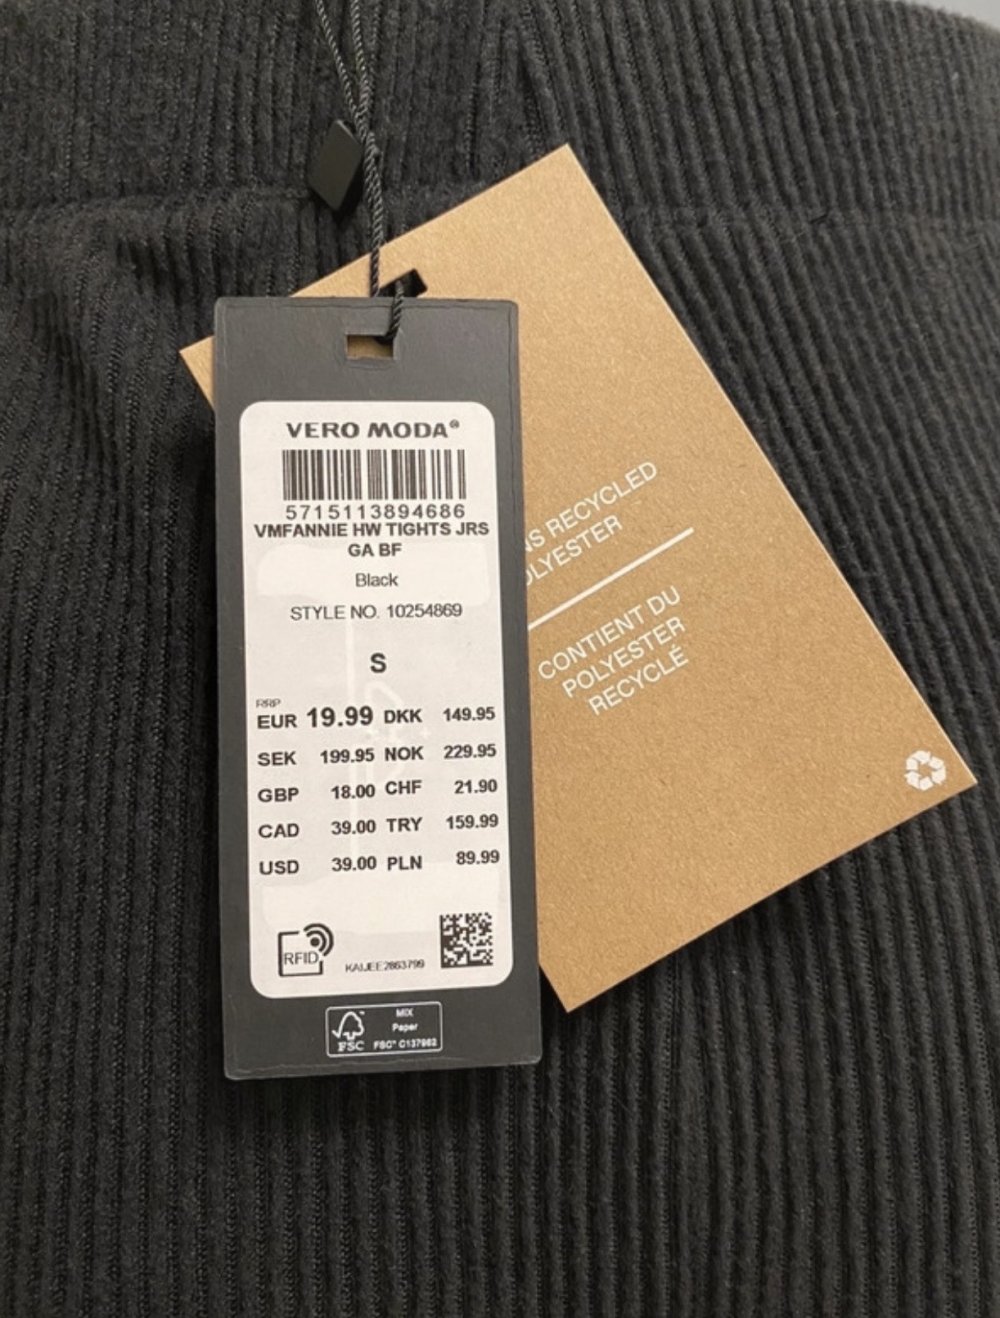 VERO MODA®
5715113894686
VMFANNIE HW TIGHTS JRS
GA BF
Black
STYLE NO. 10254869
S
RRP
EUR 19.99 DKK 149.95
SEK 199.95 NOK 229.95
GBP 18.00 CHF 21.90
CAD 39.00 TRY 159.99
USD 39.00 PLN 89.99
RFID
KAIJEE2863799
MIX
Paper
FSC FSC® C137982
NS RECYCLED
OLYESTER
CONTIENT DU
POLYESTER
RECYCLÉ